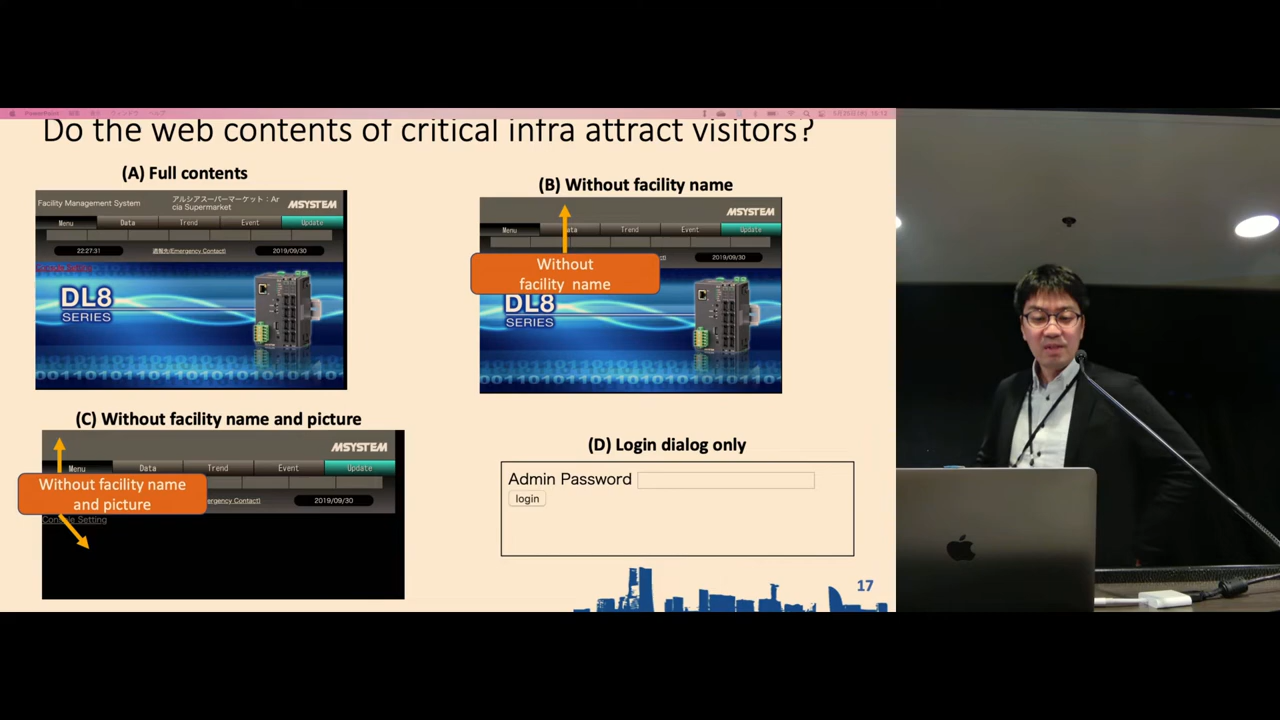 PowerPoint
Do the web contents of critical infra attract visitors?
(A) Full contents
Facility Management System
アルシアスーパーマーケット：Ar
cia Supermarket
MSYSTEM
Menu
Data
Trend
Event
Update
22:27:31
通報先(Emergency Contact)
2019/09/30
DL8
SERIES
(B) Without facility name
MSYSTEM
Menu
Data
Trend
Event
Update
2019/09/30
Without
facility name
DL8
SERIES
(C) Without facility name and picture
MSYSTEM
Menu
Data
Trend
Event
Update
Without facility name
and picture
ergency Contact)
2019/09/30
Console Setting
(D) Login dialog only
Admin Password
login
17